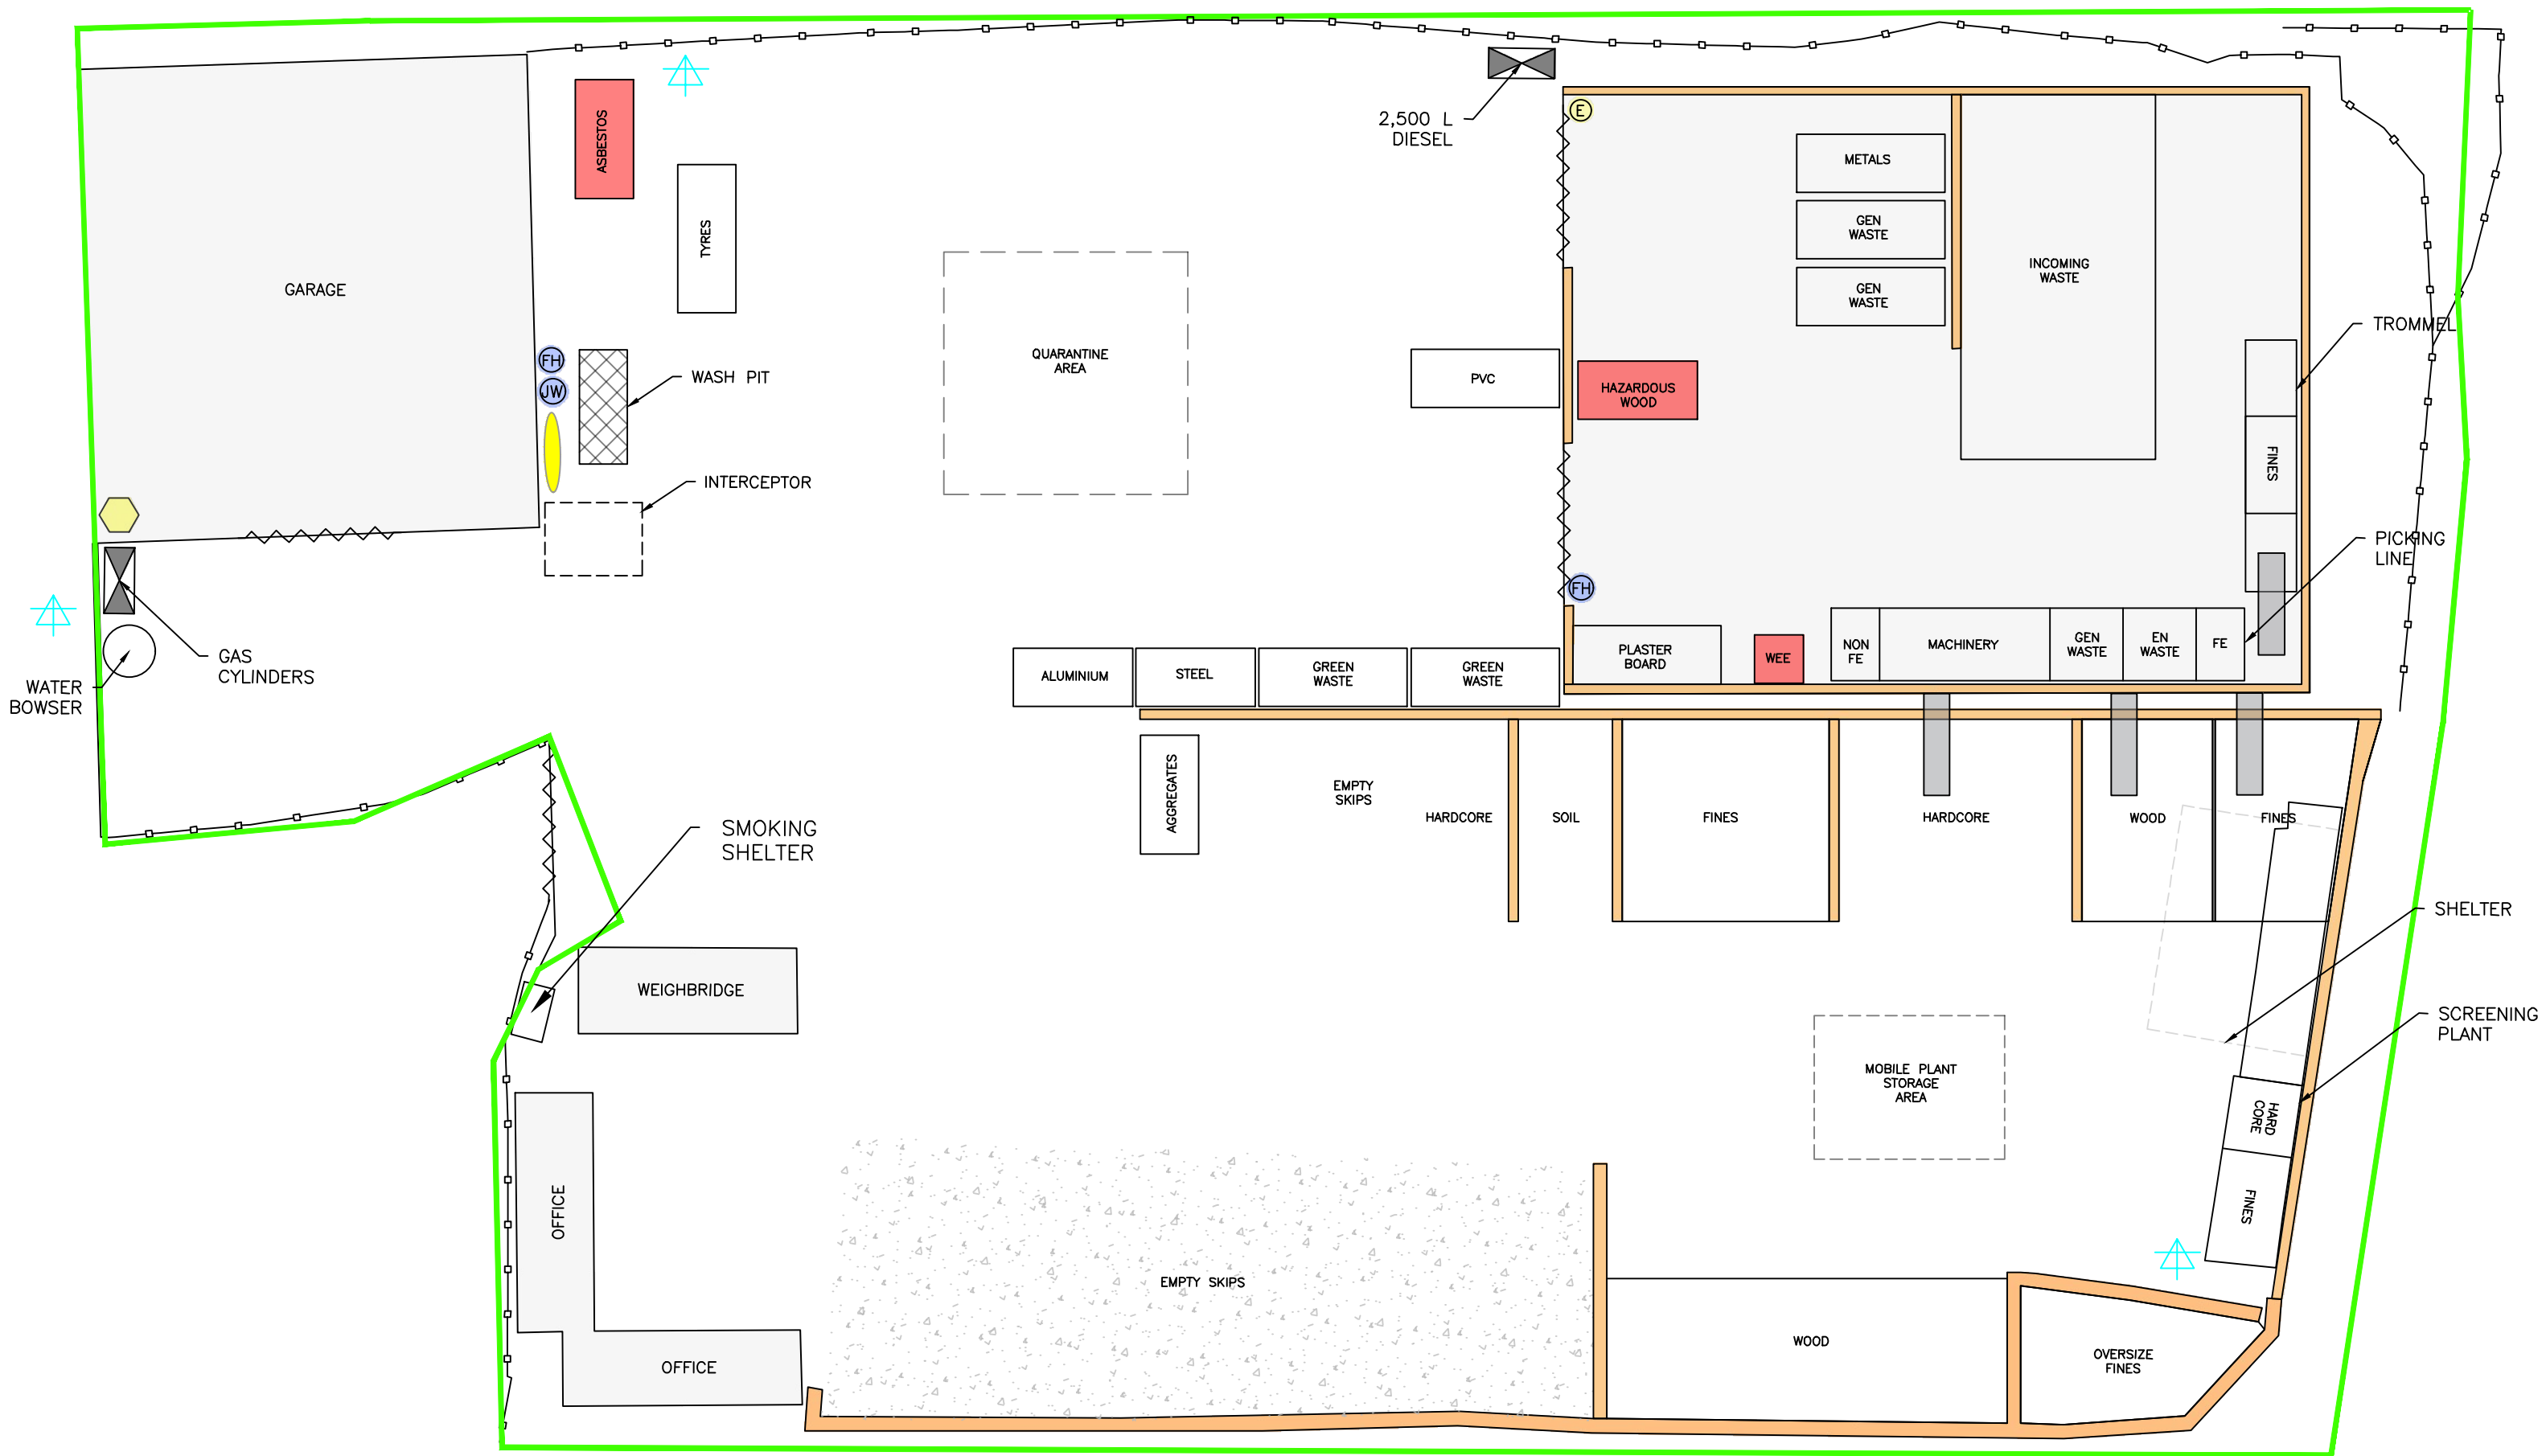 ASBESTOS
TYRES
GARAGE
2,500 L
DIESEL
E
METALS
GEN
WASTE
GEN
WASTE
INCOMING
WASTE
TROMMEL
QUARANTINE
AREA
FH
JW
WASH PIT
PVC
HAZARDOUS
WOOD
FINES
INTERCEPTOR
PICKING
LINE
FH
GAS
CYLINDERS
WATER
BOWSER
ALUMINIUM
STEEL
GREEN
WASTE
GREEN
WASTE
PLASTER
BOARD
WEE
NON
FE
MACHINERY
GEN
WASTE
EN
WASTE
FE
AGGREGATES
EMPTY
SKIPS
HARDCORE
SOIL
FINES
HARDCORE
WOOD
FINES
SMOKING
SHELTER
SHELTER
WEIGHBRIDGE
SCREENING
PLANT
MOBILE PLANT
STORAGE
AREA
HARD
CORE
FINES
OFFICE
EMPTY SKIPS
WOOD
OVERSIZE
FINES
OFFICE